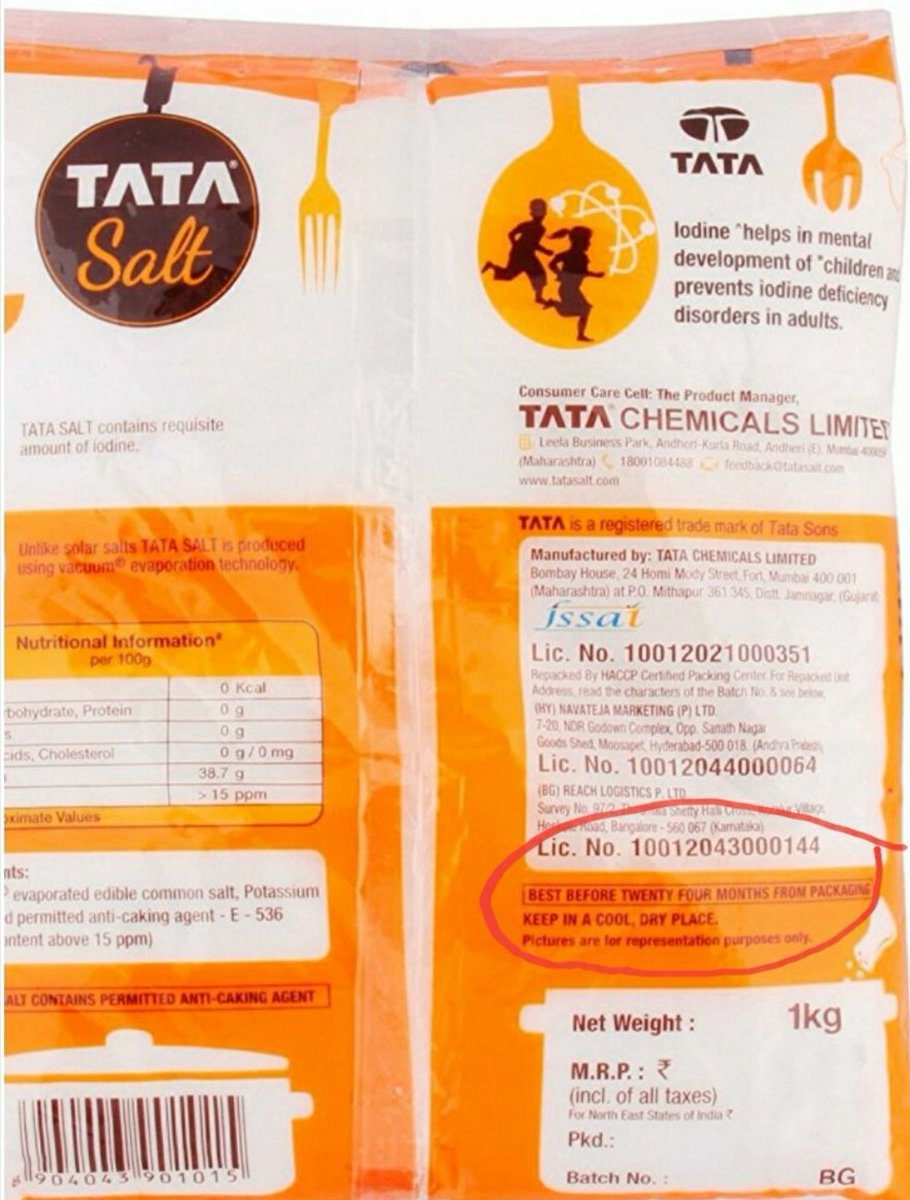 TATA
Salt
TATA SALT contains requisite
amount of iodine.
Unlike solar salts TATA SALT is produced
using vacuum® evaporation technology.
Nutritional Information#
per 100g
0 Kcal
rbohydrate, Protein 0 g
s 0 g
cids, Cholesterol 0 g / 0 mg
38.7 g
> 15 ppm
oximate Values
nts:
evaporated edible common salt, Potassium
d permitted anti-caking agent - E - 536
ontent above 15 ppm)
ALT CONTAINS PERMITTED ANTI-CAKING AGENT
8 904043 901015
TATA
Iodine ^helps in mental
development of *children and
prevents iodine deficiency
disorders in adults.
Consumer Care Cell: The Product Manager,
TATA® CHEMICALS LIMITED
Leela Business Park, Andheri-Kurla Road, Andheri (E), Mumbai-400059
(Maharashtra) 18001084488 feedback@tatasalt.com
www.tatasalt.com
TATA is a registered trade mark of Tata Sons
Manufactured by: TATA CHEMICALS LIMITED
Bombay House, 24 Homi Mody Street, Fort, Mumbai 400 001
(Maharashtra) at P.O. Mithapur 361 345, Distt. Jamnagar, (Gujarat)
fssai
Lic. No. 10012021000351
Repacked By HACCP Certified Packing Center. For Repacked Unit
Address, read the characters of the Batch No. & see below.
(HY) NAVATEJA MARKETING (P) LTD.
7-20, NDR Godown Complex, Opp. Sanath Nagar
Goods Shed, Moosapet, Hyderabad-500 018. (Andhra Pradesh)
Lic. No. 10012044000064
(BG) REACH LOGISTICS P. LTD.
Survey No. 97/2, Shetty Halli Cross, Village,
Road, Bangalore - 560 067 (Karnataka)
Lic. No. 10012043000144
BEST BEFORE TWENTY FOUR MONTHS FROM PACKAGING
KEEP IN A COOL, DRY PLACE.
Pictures are for representation purposes only.
Net Weight : 1kg
M.R.P. : ₹
(incl. of all taxes)
For North East States of India ₹
Pkd.:
Batch No. : BG